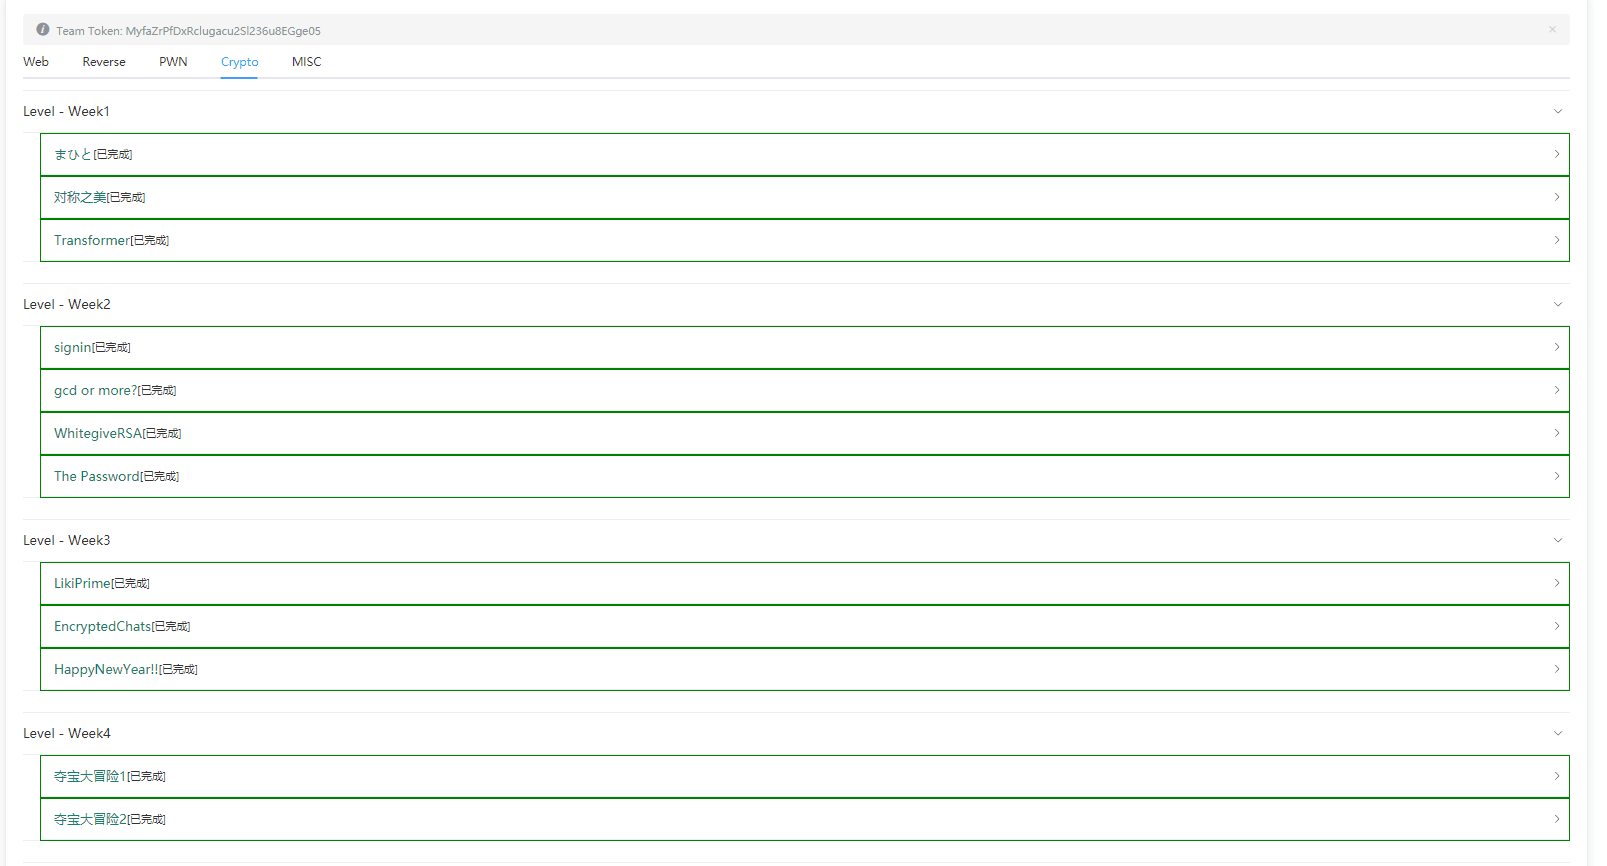 Team Token: MyfaZrPfDxRclugacu2Sl236u8EGge05
Web Reverse PWN Crypto MISC
Level - Week1
まひと[已完成]
对称之美[已完成]
Transformer[已完成]
Level - Week2
signin[已完成]
gcd or more?[已完成]
WhitegiveRSA[已完成]
The Password[已完成]
Level - Week3
LikiPrime[已完成]
EncryptedChats[已完成]
HappyNewYear!![已完成]
Level - Week4
夺宝大冒险1[已完成]
夺宝大冒险2[已完成]